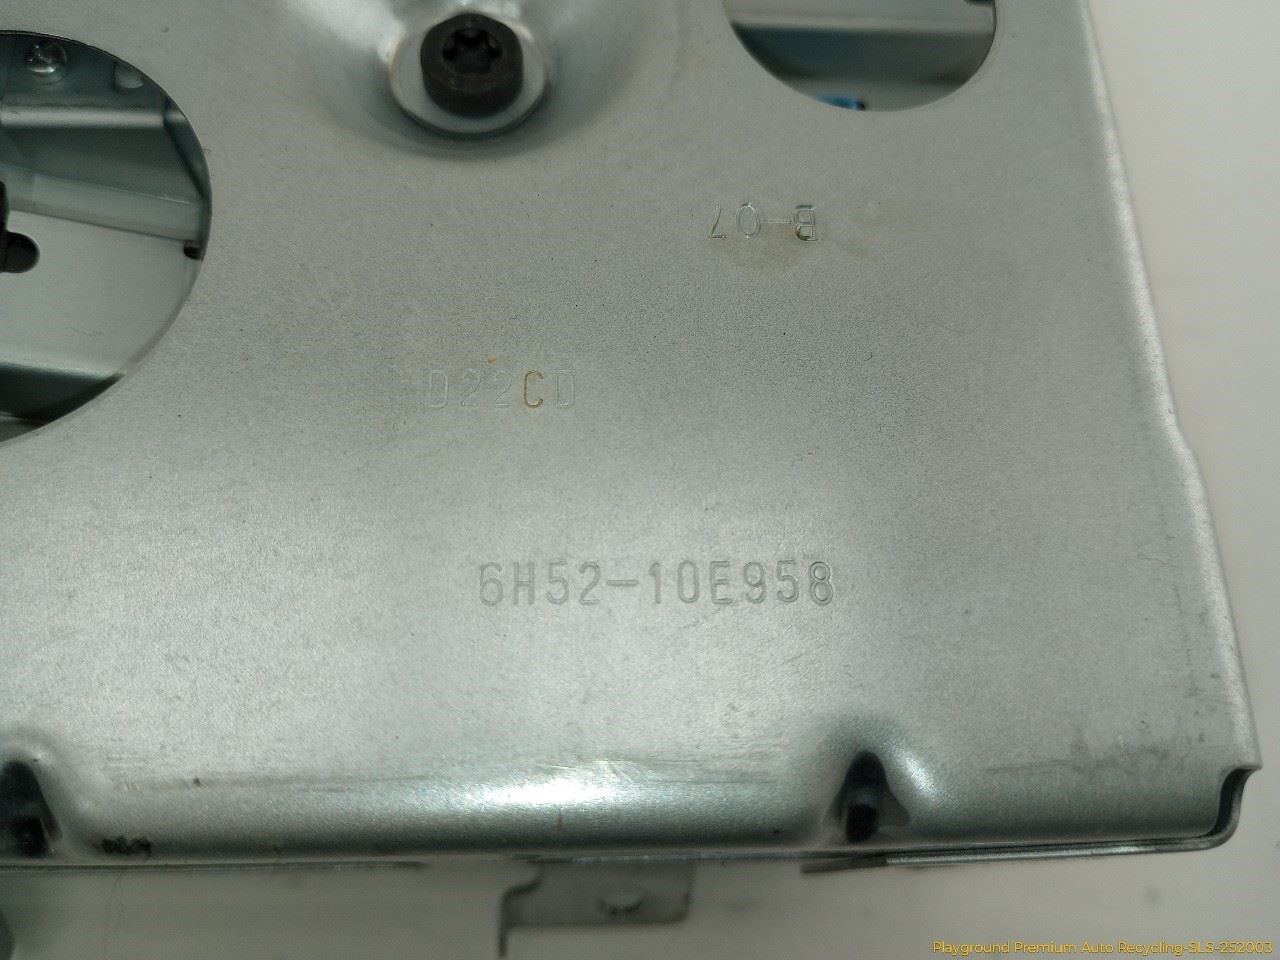 B-07
D22CD
6H52-10E958
Playground Premium Auto Recycling-SLS-252003